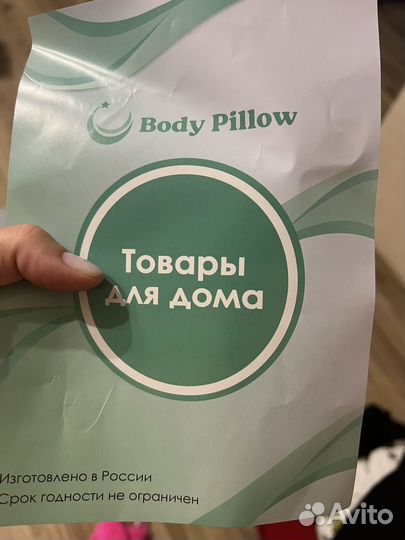 Body Pillow
Товары
для дома
Изготовлено в России
Срок годности не ограничен
Avito